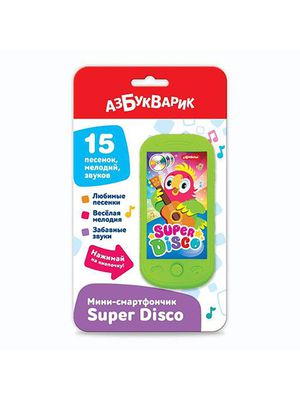 АЗБУКВАРИК
15
песенок,
мелодий,
звуков
Любимые
песенки
Весёлая
мелодия
Забавные
звуки
Нажимай
на кнопочку!
SUPER
DISCO
Мини-смартфончик
Super Disco